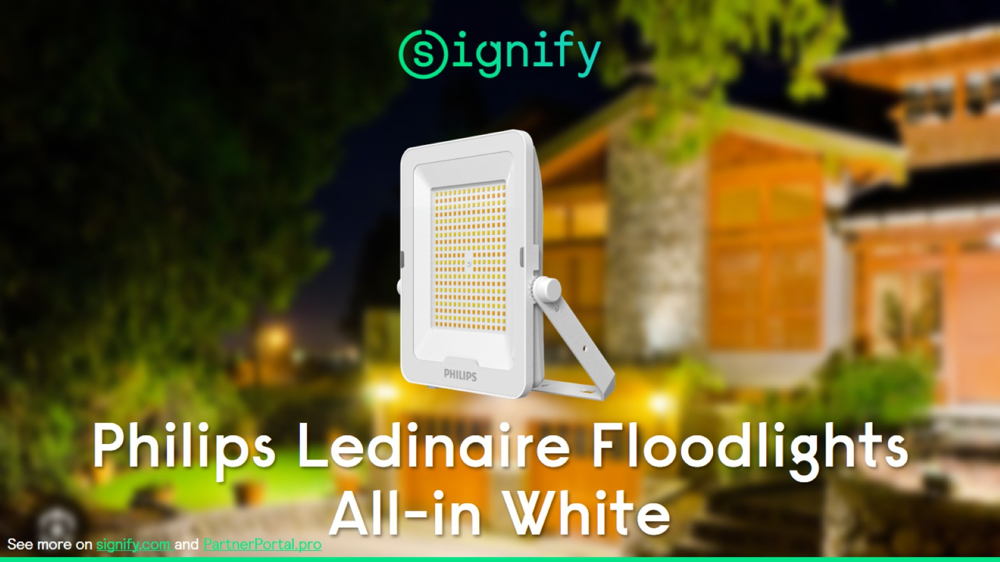 signify
PHILIPS
Philips Ledinaire Floodlights
All-in White
See more on signify.com and PartnerPortal.pro